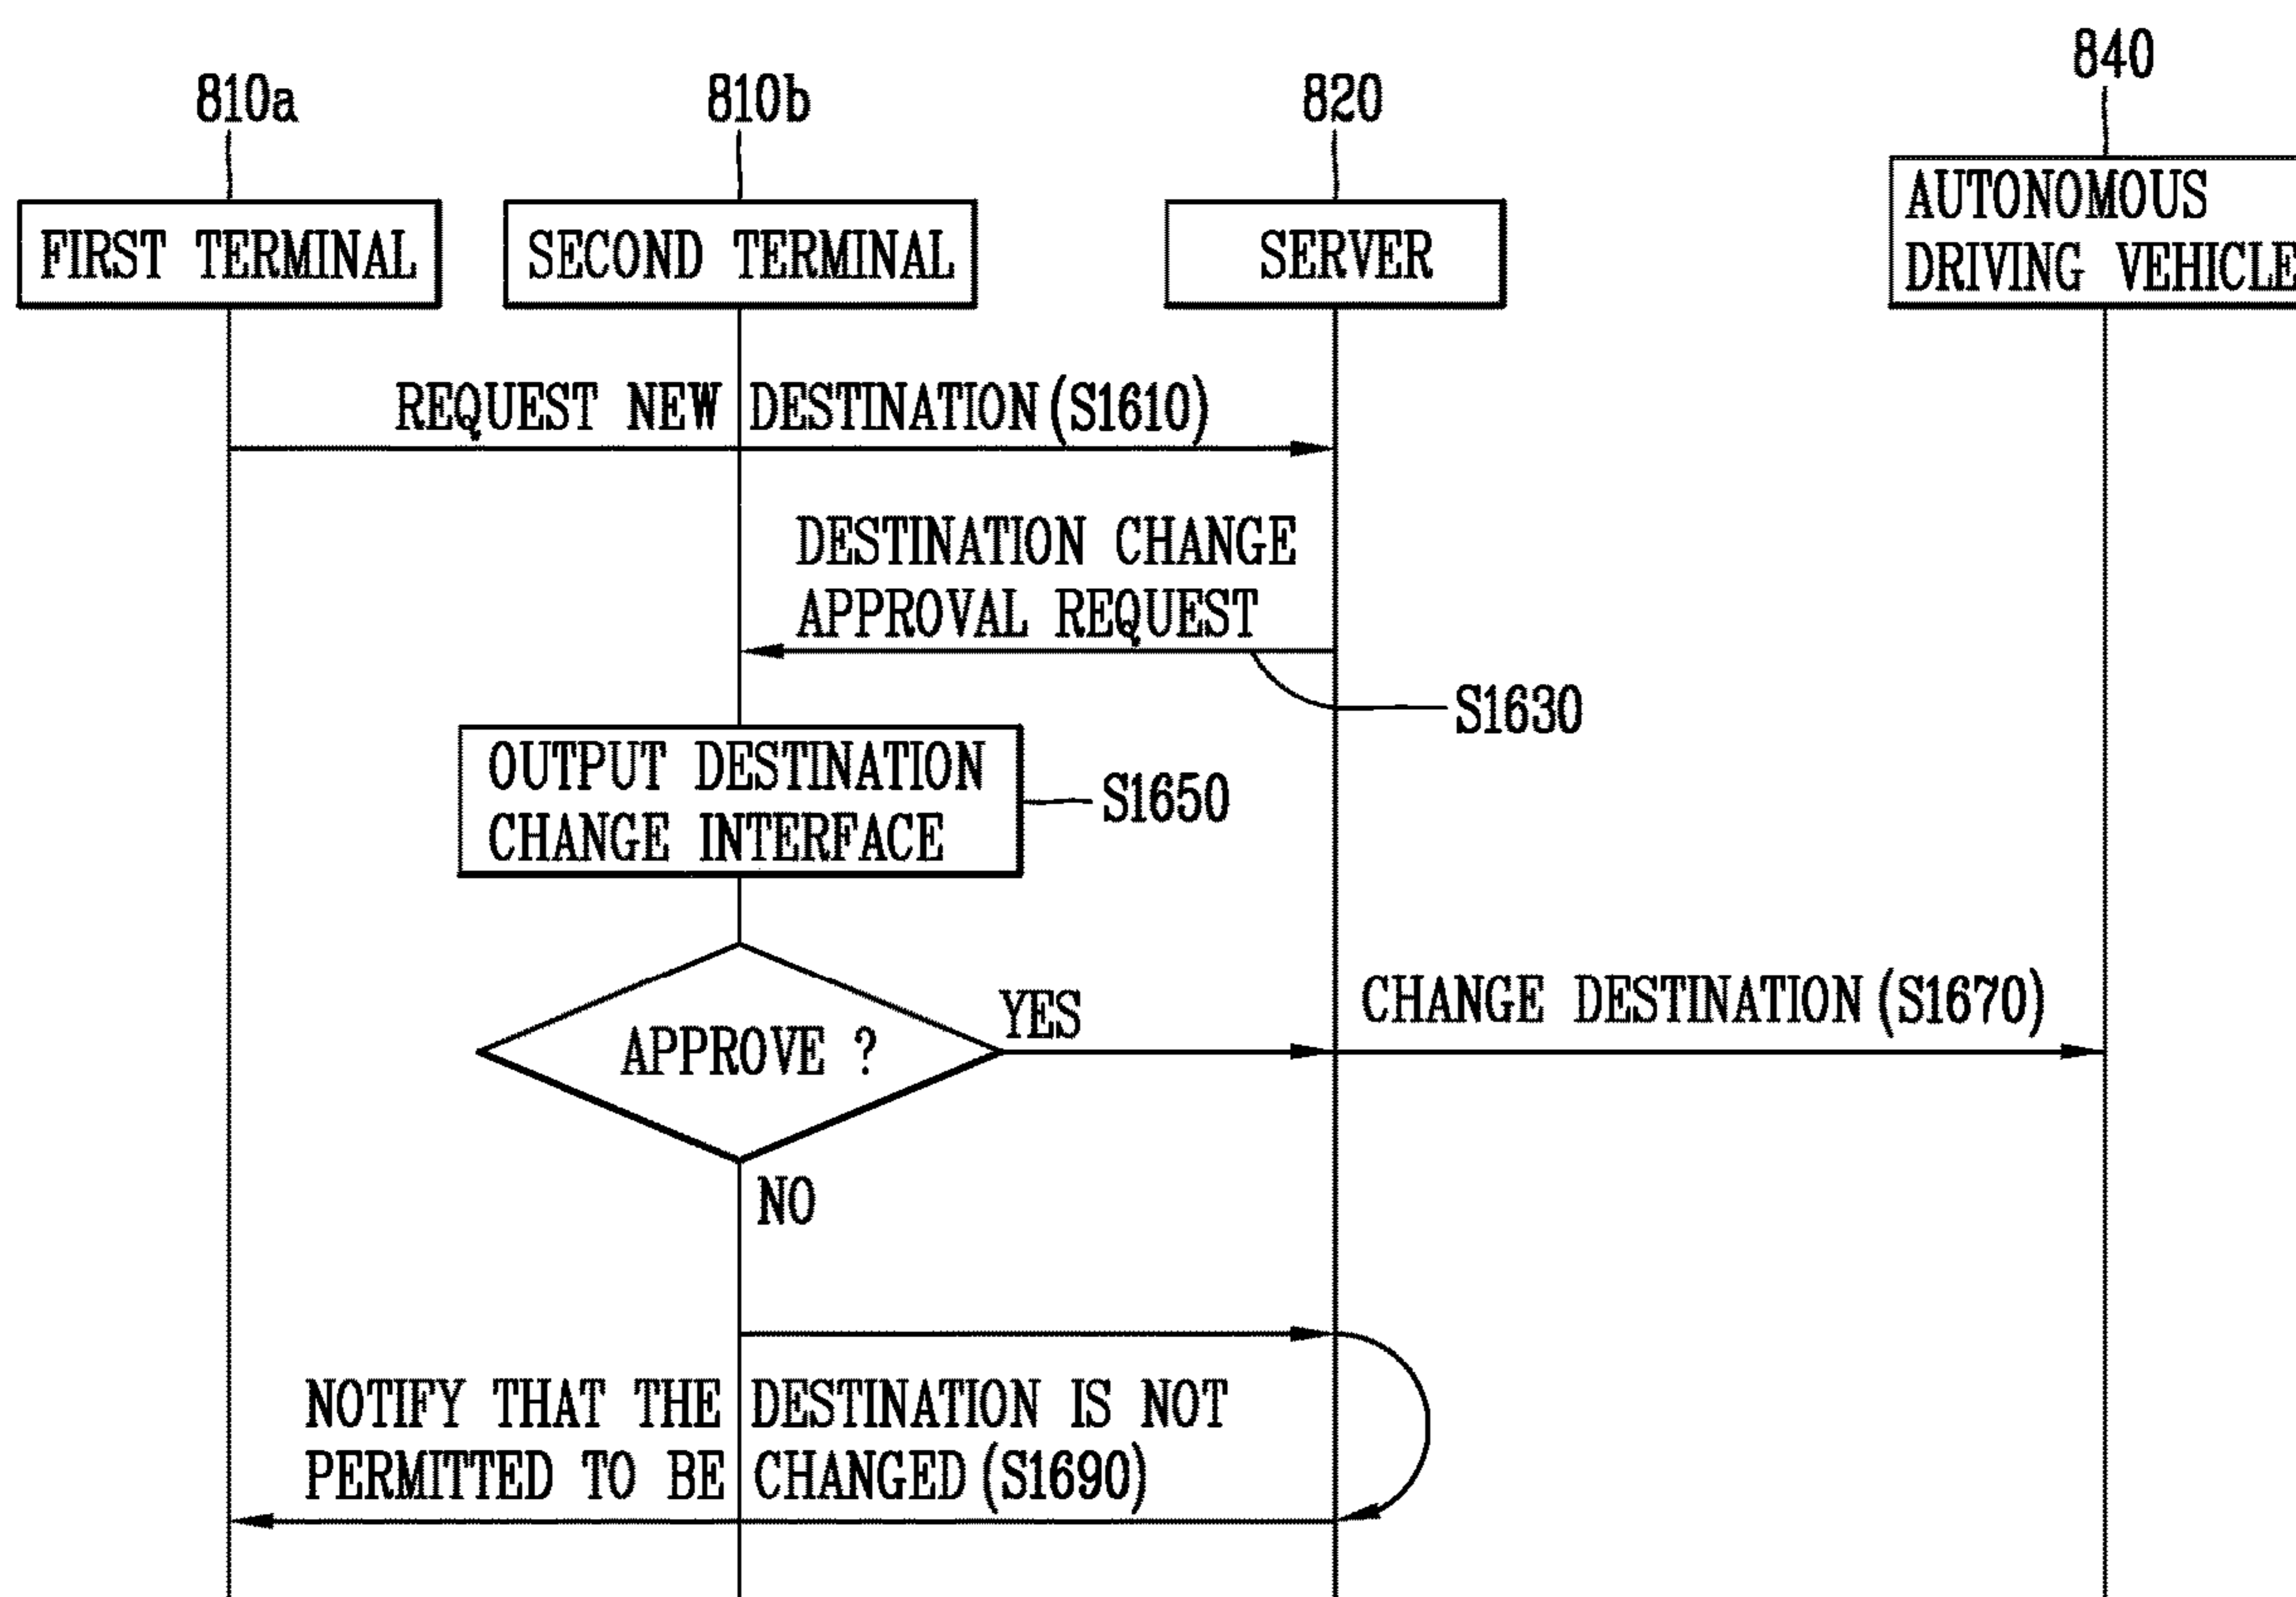 840
810a
810b
820
AUTONOMOUS
DRIVING VEHICLE
FIRST TERMINAL
SECOND TERMINAL
SERVER
REQUEST NEW DESTINATION (S1610)
DESTINATION CHANGE
APPROVAL REQUEST
S1630
OUTPUT DESTINATION
CHANGE INTERFACE
S1650
YES
CHANGE DESTINATION (S1670)
APPROVE ?
NO
NOTIFY THAT THE DESTINATION IS NOT
PERMITTED TO BE CHANGED (S1690)